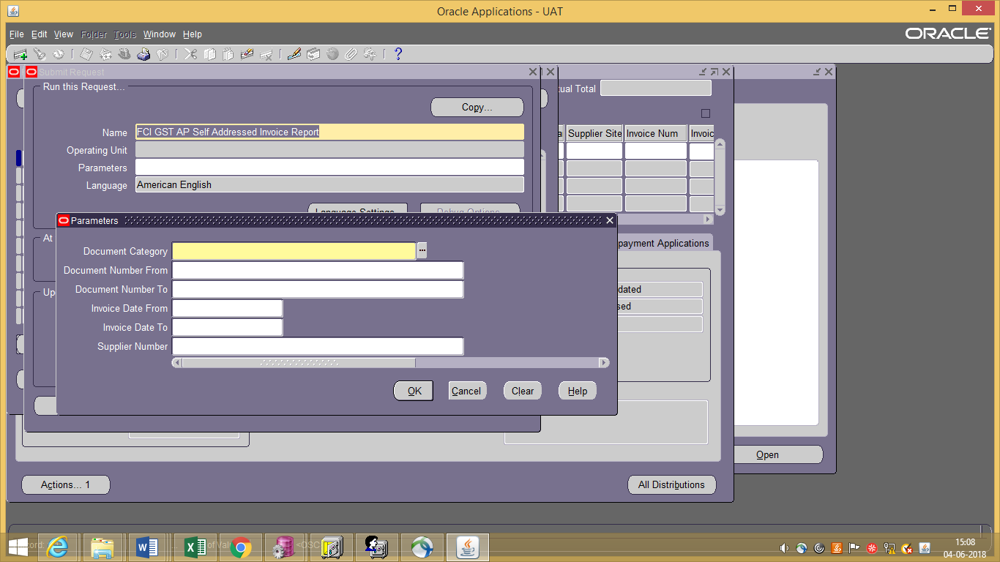 Oracle Applications - UAT
File Edit View Folder Tools Window Help
ORACLE
Submit Request
Run this Request...
Copy...
Name FCI GST AP Self Addressed Invoice Report
Operating Unit
Parameters
Language American English
Language Settings Debug Options
tual Total
Supplier Site Invoice Num Invoic
Parameters
At
Up
Document Category
Document Number From
Document Number To
Invoice Date From
Invoice Date To
Supplier Number
OK Cancel Clear Help
payment Applications
dated
sed
Open
Actions... 1
All Distributions
of Val
<OSC
15:08
04-06-2018